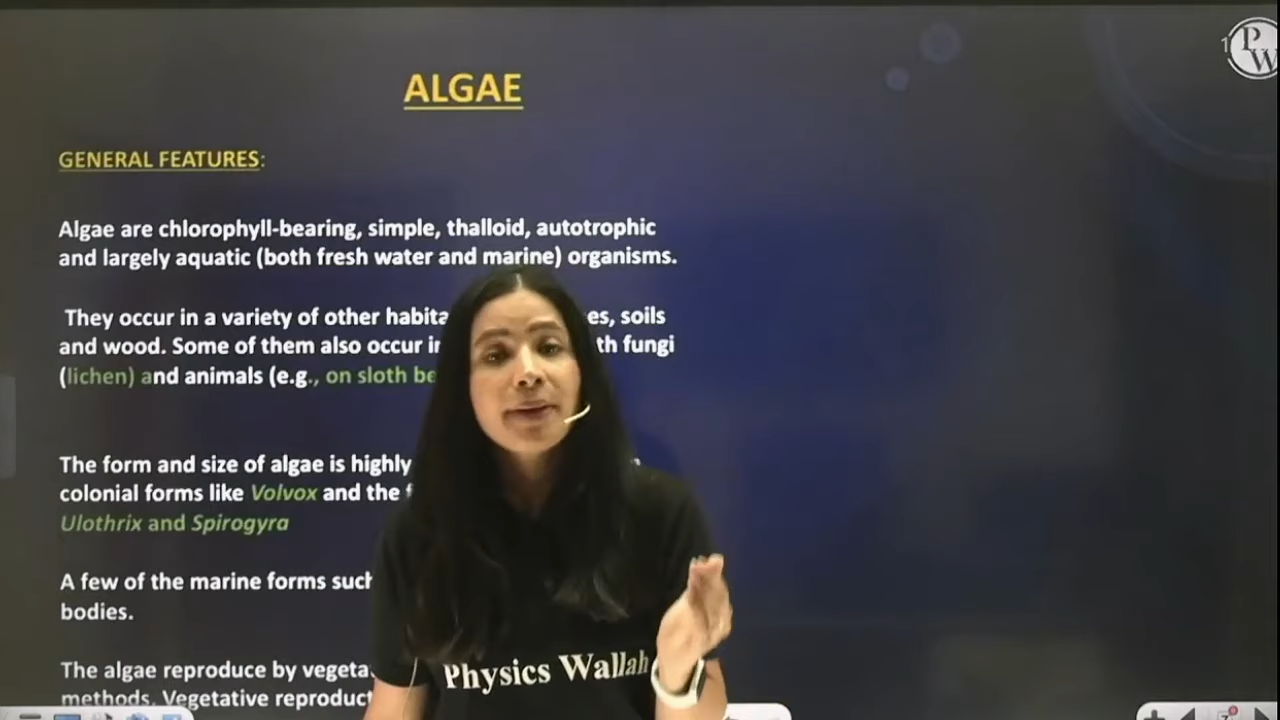 ALGAE
PW
GENERAL FEATURES:
Algae are chlorophyll-bearing, simple, thalloid, autotrophic
and largely aquatic (both fresh water and marine) organisms.
They occur in a variety of other habita es, soils
and wood. Some of them also occur in th fungi
(lichen) and animals (e.g., on sloth be
The form and size of algae is highly
colonial forms like Volvox and the f
Ulothrix and Spirogyra
A few of the marine forms such
bodies.
The algae reproduce by vegeta
methods. Vegetative reproduct
Physics Wallah